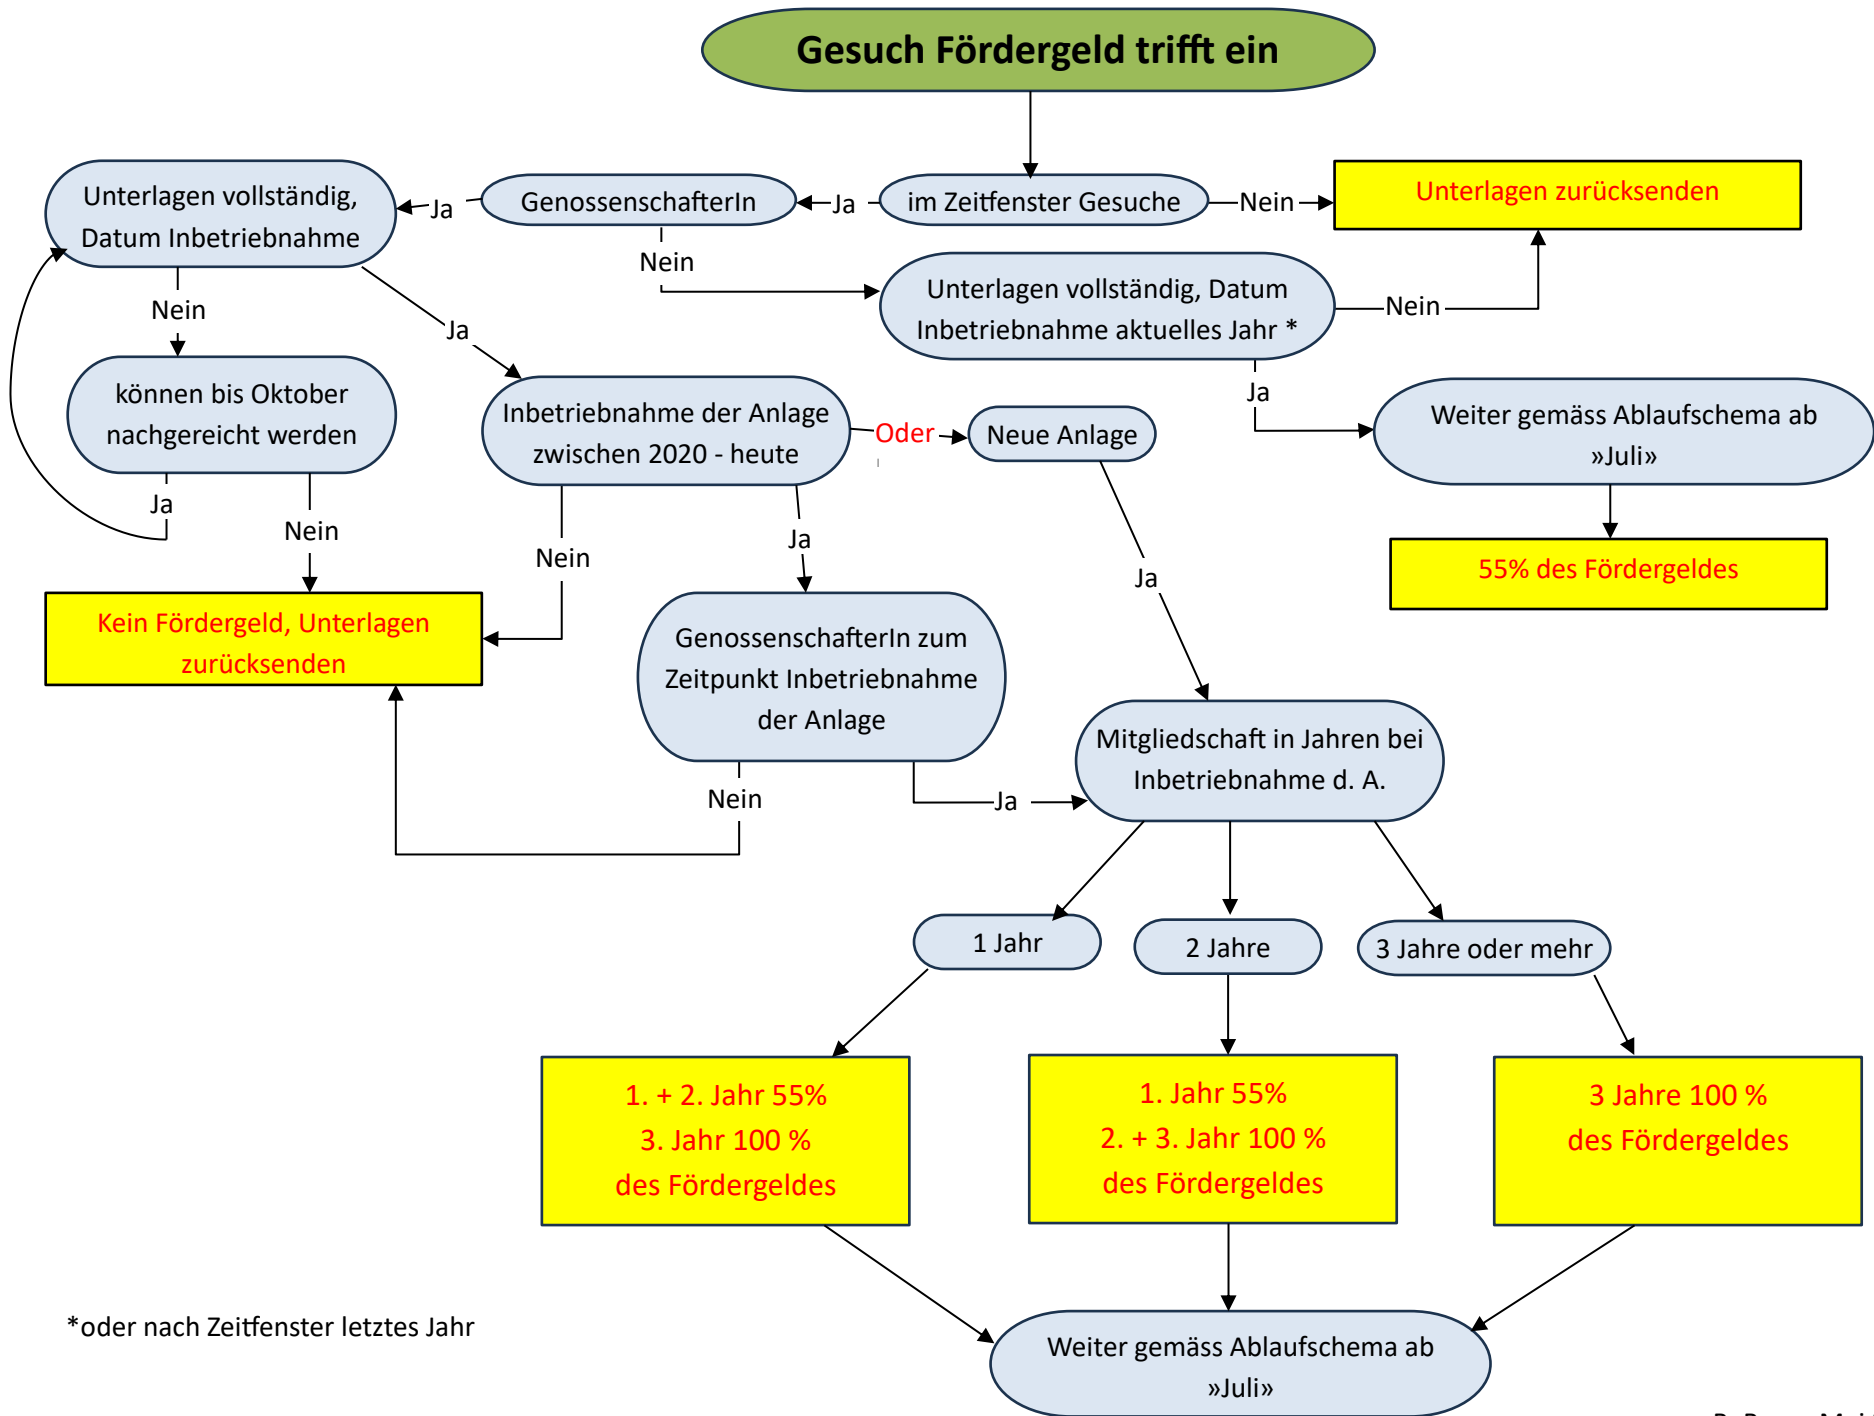 Gesuch Fördergeld trifft ein
Unterlagen vollständig,
Datum Inbetriebnahme
Ja
GenossenschafterIn
Ja
im Zeitfenster Gesuche
Nein
Unterlagen zurücksenden
Nein
Unterlagen vollständig, Datum
Inbetriebnahme aktuelles Jahr *
Nein
Nein
Ja
Ja
können bis Oktober
nachgereicht werden
Inbetriebnahme der Anlage
zwischen 2020 - heute
Oder
Neue Anlage
Weiter gemäss Ablaufschema ab
»Juli»
Ja
Nein
Nein
Ja
Ja
55% des Fördergeldes
Kein Fördergeld, Unterlagen
zurücksenden
GenossenschafterIn zum
Zeitpunkt Inbetriebnahme
der Anlage
Mitgliedschaft in Jahren bei
Inbetriebnahme d. A.
Nein
Ja
1 Jahr
2 Jahre
3 Jahre oder mehr
1. + 2. Jahr 55%
3. Jahr 100 %
des Fördergeldes
1. Jahr 55%
2. + 3. Jahr 100 %
des Fördergeldes
3 Jahre 100 %
des Fördergeldes
*oder nach Zeitfenster letztes Jahr
Weiter gemäss Ablaufschema ab
»Juli»